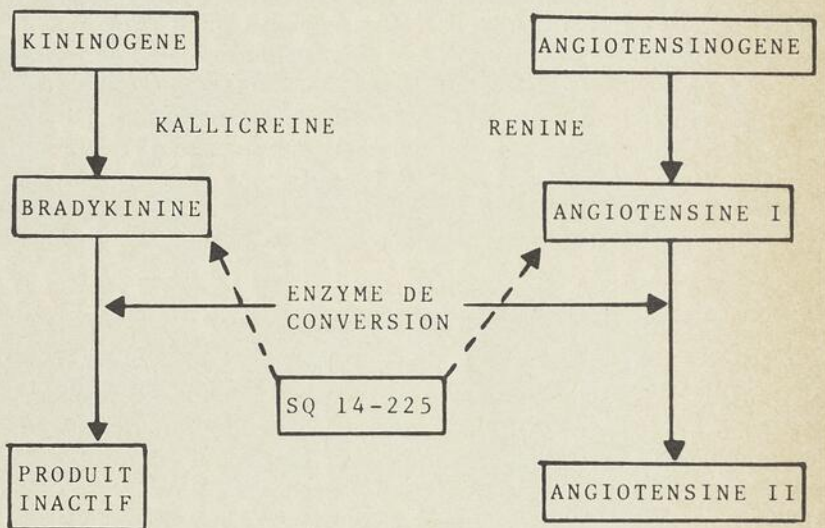 KININOGENE
ANGIOTENSINOGENE
KALLICREINE
RENINE
BRADYKININE
ANGIOTENSINE I
ENZYME DE
CONVERSION
SQ 14-225
PRODUIT
INACTIF
ANGIOTENSINE II